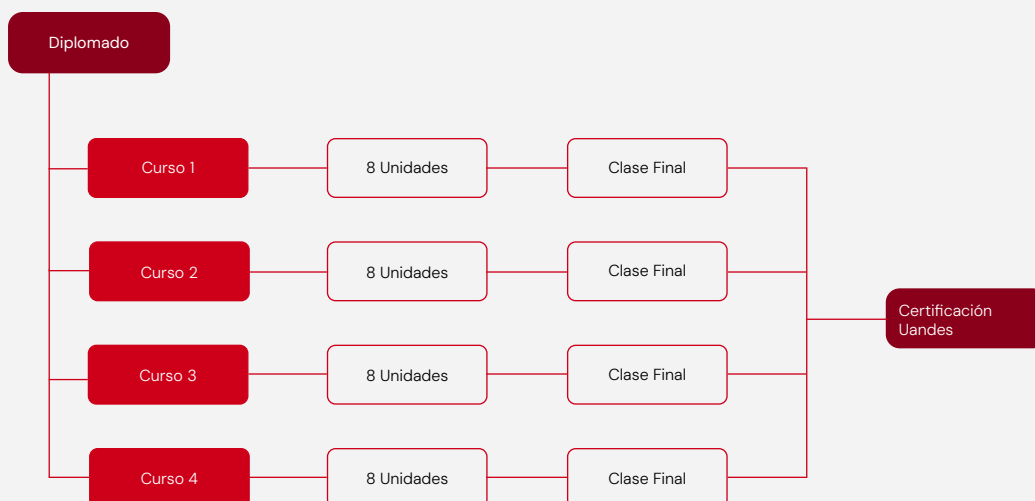 Diplomado
Curso 1
8 Unidades
Clase Final
Curso 2
8 Unidades
Clase Final
Certificación
Uandes
Curso 3
8 Unidades
Clase Final
Curso 4
8 Unidades
Clase Final